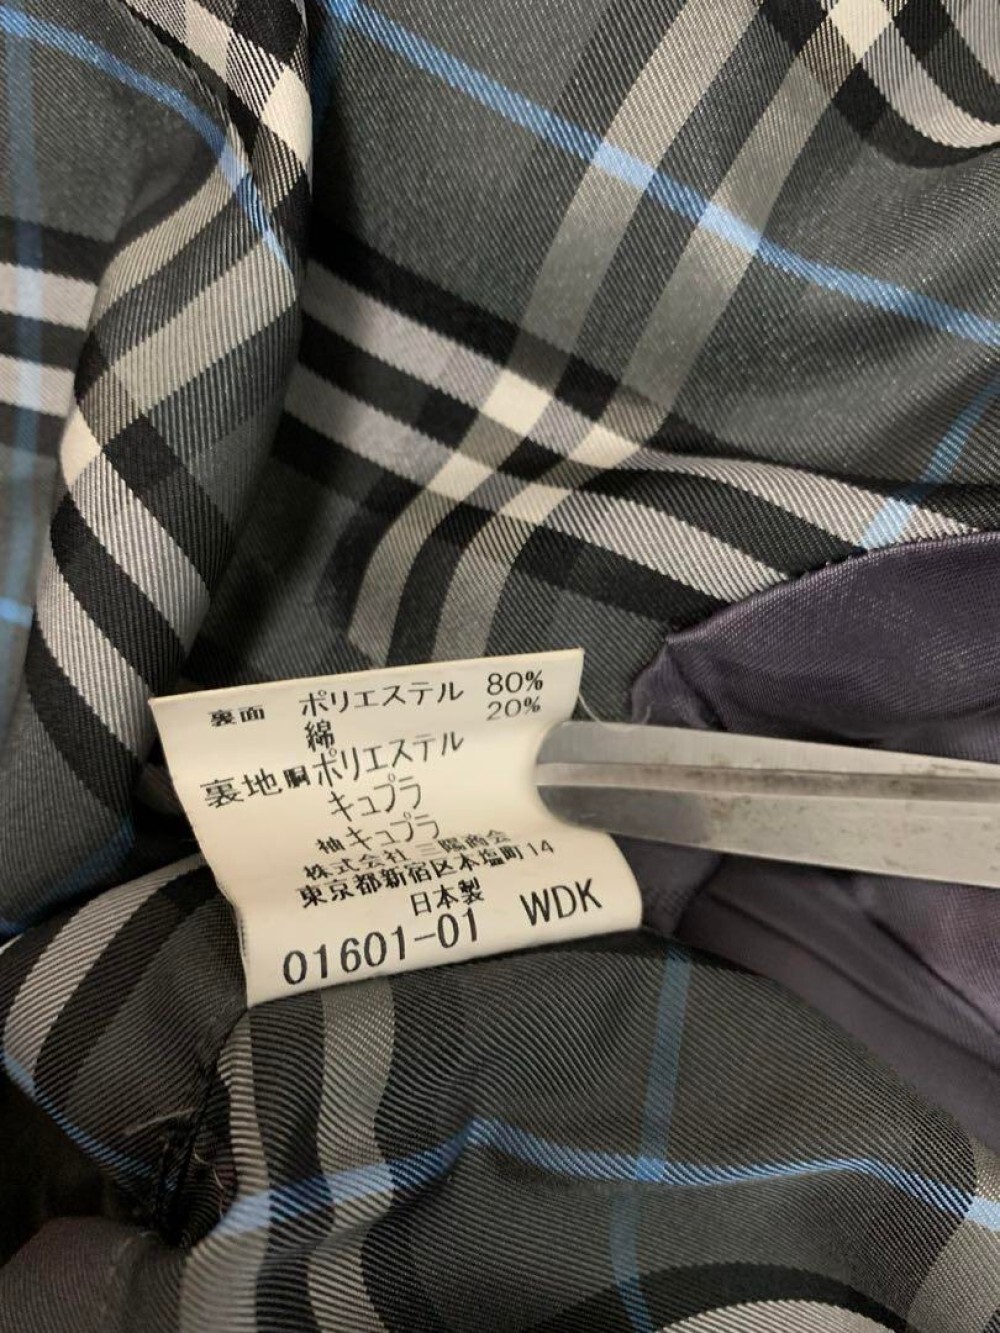 裏面 ポリエステル 80%
綿 20%
裏地 胴 ポリエステル
キュプラ
袖 キュプラ
株式会社 三陽商会
東京都新宿区本塩町14
日本製
01601-01 WDK